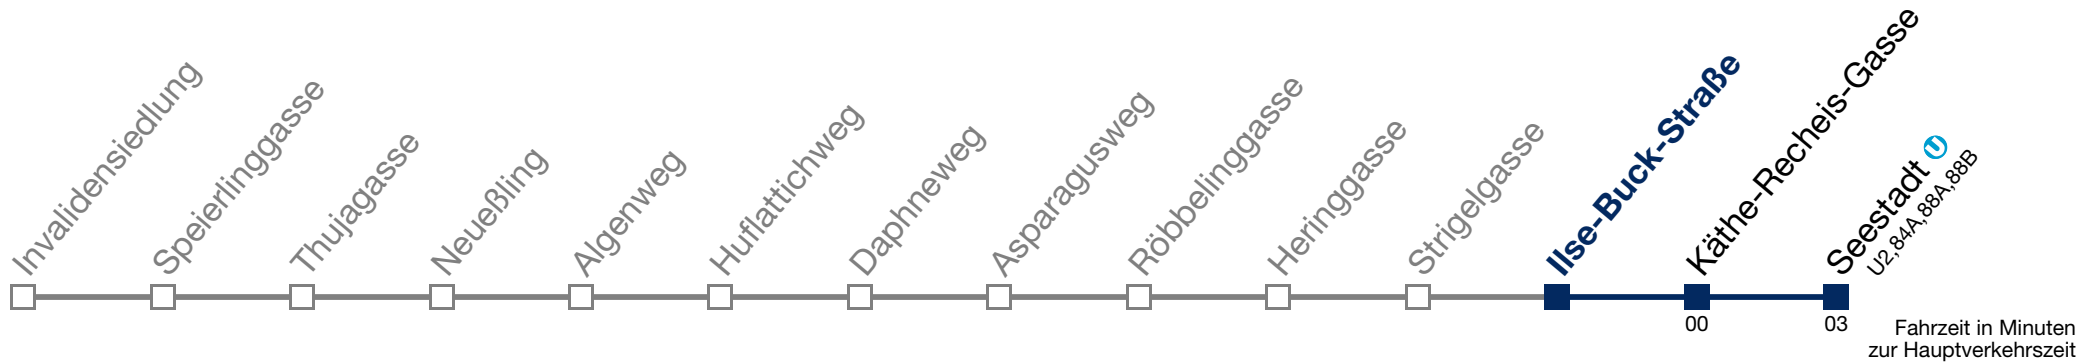 Invalidensiedlung
Speierlinggasse
Thujagasse
Neueßling
Algenweg
Huflattichweg
Daphneweg
Asparagusweg
Röbbelinggasse
Heringgasse
Strigelgasse
Ilse-Buck-Straße
Käthe-Recheis-Gasse
Seestadt U
U2,84A,88A,88B
00
03
Fahrzeit in Minuten
zur Hauptverkehrszeit